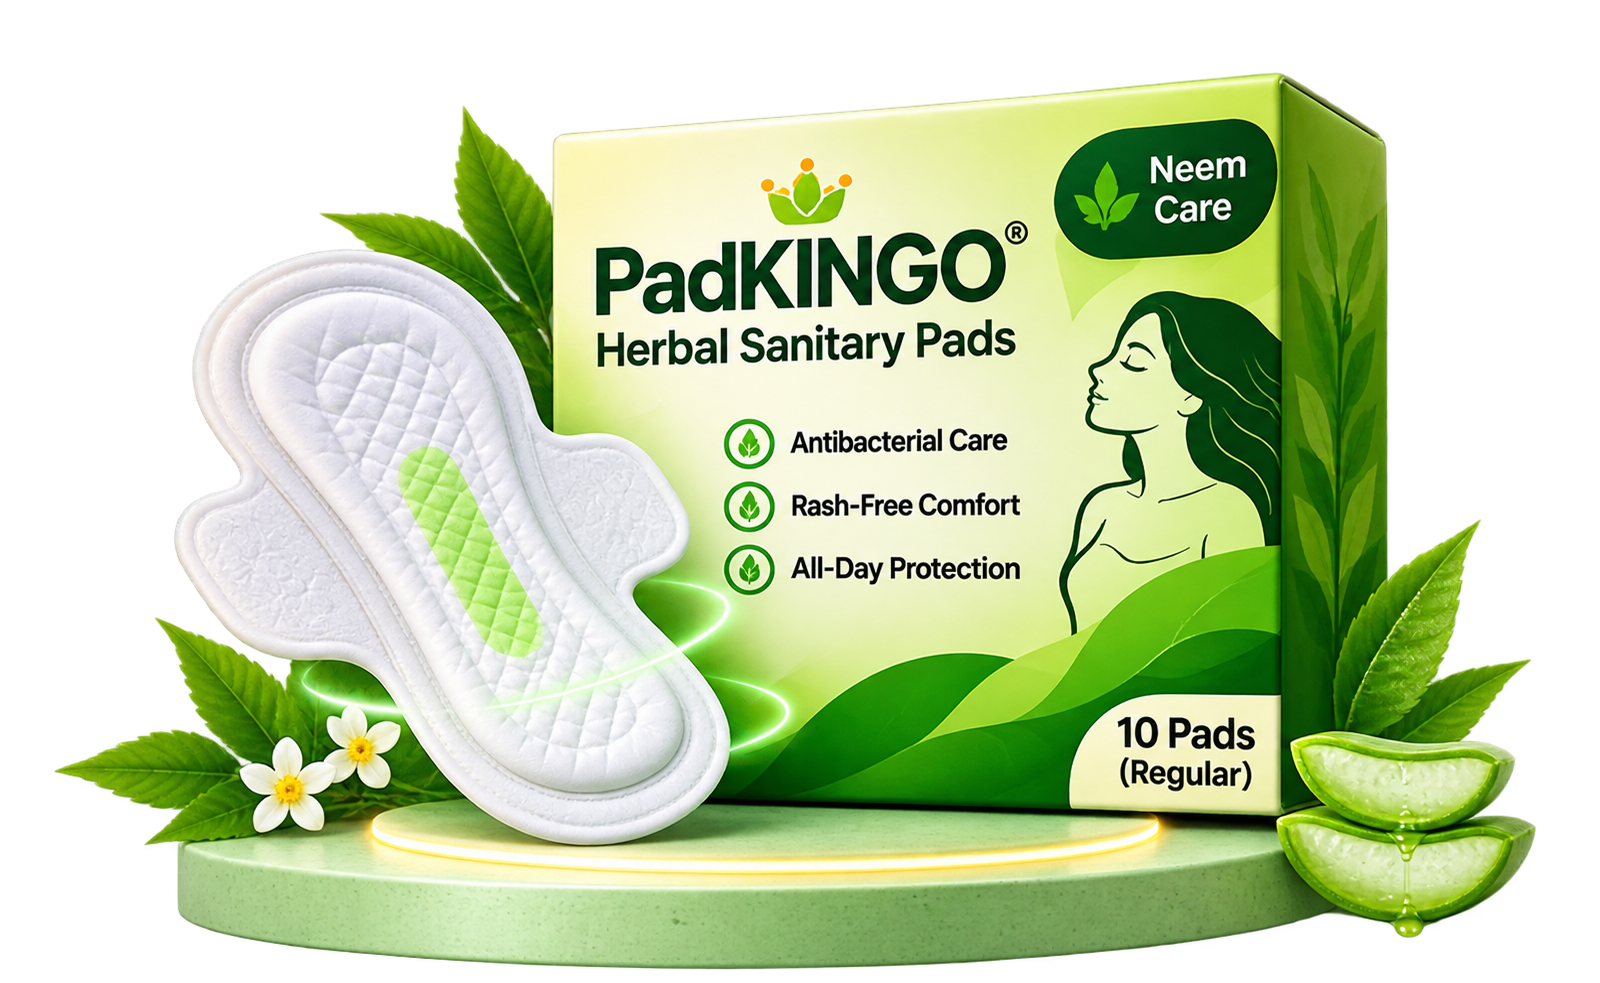 PadKINGO®
Herbal Sanitary Pads
Neem
Care
Antibacterial Care
Rash-Free Comfort
All-Day Protection
10 Pads
(Regular)